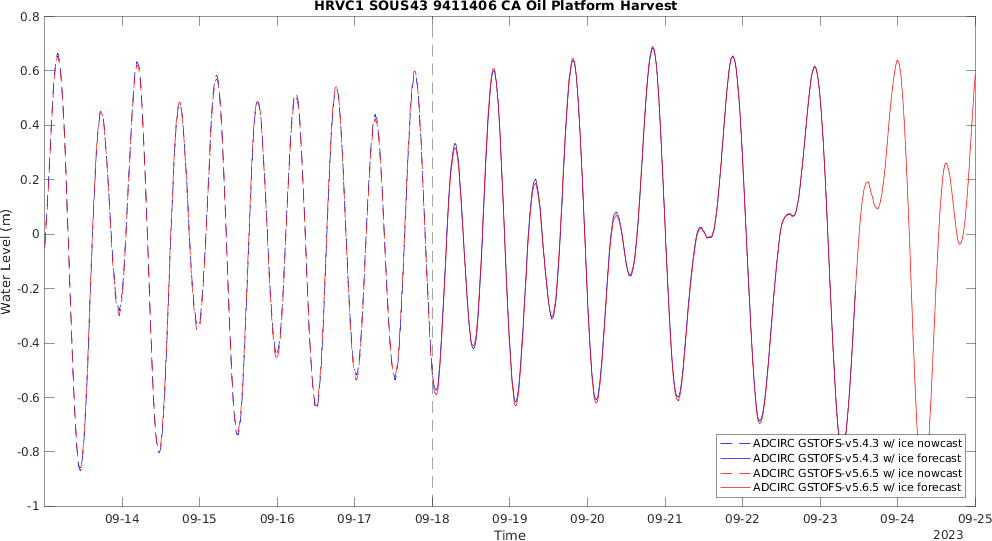 HRVC1 SOUS43 9411406 CA Oil Platform Harvest
0.8
0.6
0.4
0.2
0
-0.2
-0.4
-0.6
-0.8
-1
Water Level (m)
ADCIRC GSTOFS-v5.4.3 w/ ice nowcast
ADCIRC GSTOFS-v5.4.3 w/ ice forecast
ADCIRC GSTOFS-v5.6.5 w/ ice nowcast
ADCIRC GSTOFS-v5.6.5 w/ ice forecast
09-14 09-15 09-16 09-17 09-18 09-19 09-20 09-21 09-22 09-23 09-24 09-25
Time
2023